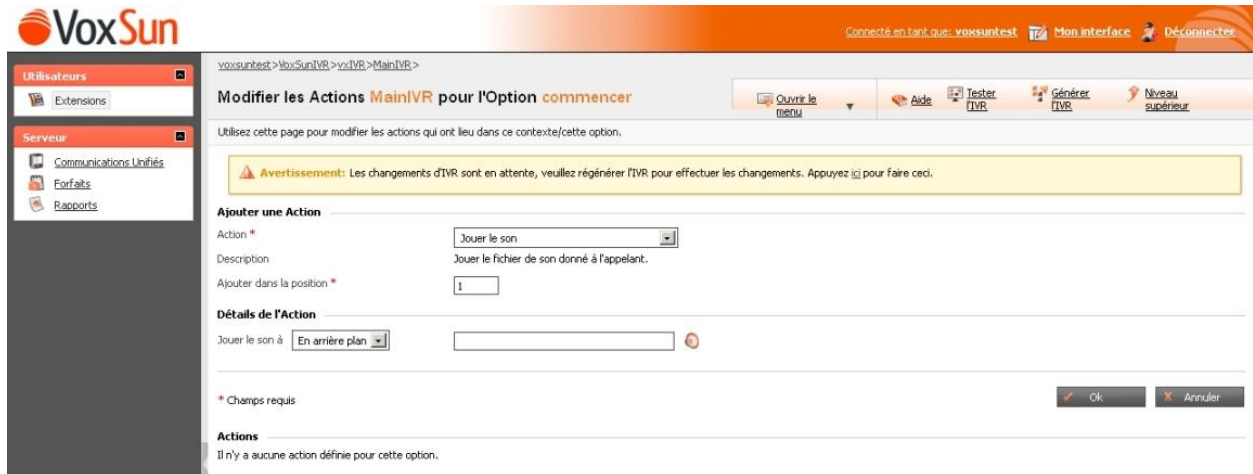 VoxSun
Connecté en tant que: voxsuntest Mon interface Déconnecter
Utilisateurs
Extensions
Serveur
Communications Unifiés
Forfaits
Rapports
voxsuntest>VoxSunIVR>vxIVR>MainIVR>
Modifier les Actions MainIVR pour l'Option commencer
Ouvrir le menu
Aide
Tester l'IVR
Générer l'IVR
Niveau supérieur
Utilisez cette page pour modifier les actions qui ont lieu dans ce contexte/cette option.
Avertissement: Les changements d'IVR sont en attente, veuillez régénérer l'IVR pour effectuer les changements. Appuyez ici pour faire ceci.
Ajouter une Action
Action * Jouer le son
Description Jouer le fichier de son donné á l'appelant.
Ajouter dans la position * 1
Détails de l'Action
Jouer le son à En arrière plan
* Champs requis
Ok Annuler
Actions
Il n'y a aucune action définie pour cette option.